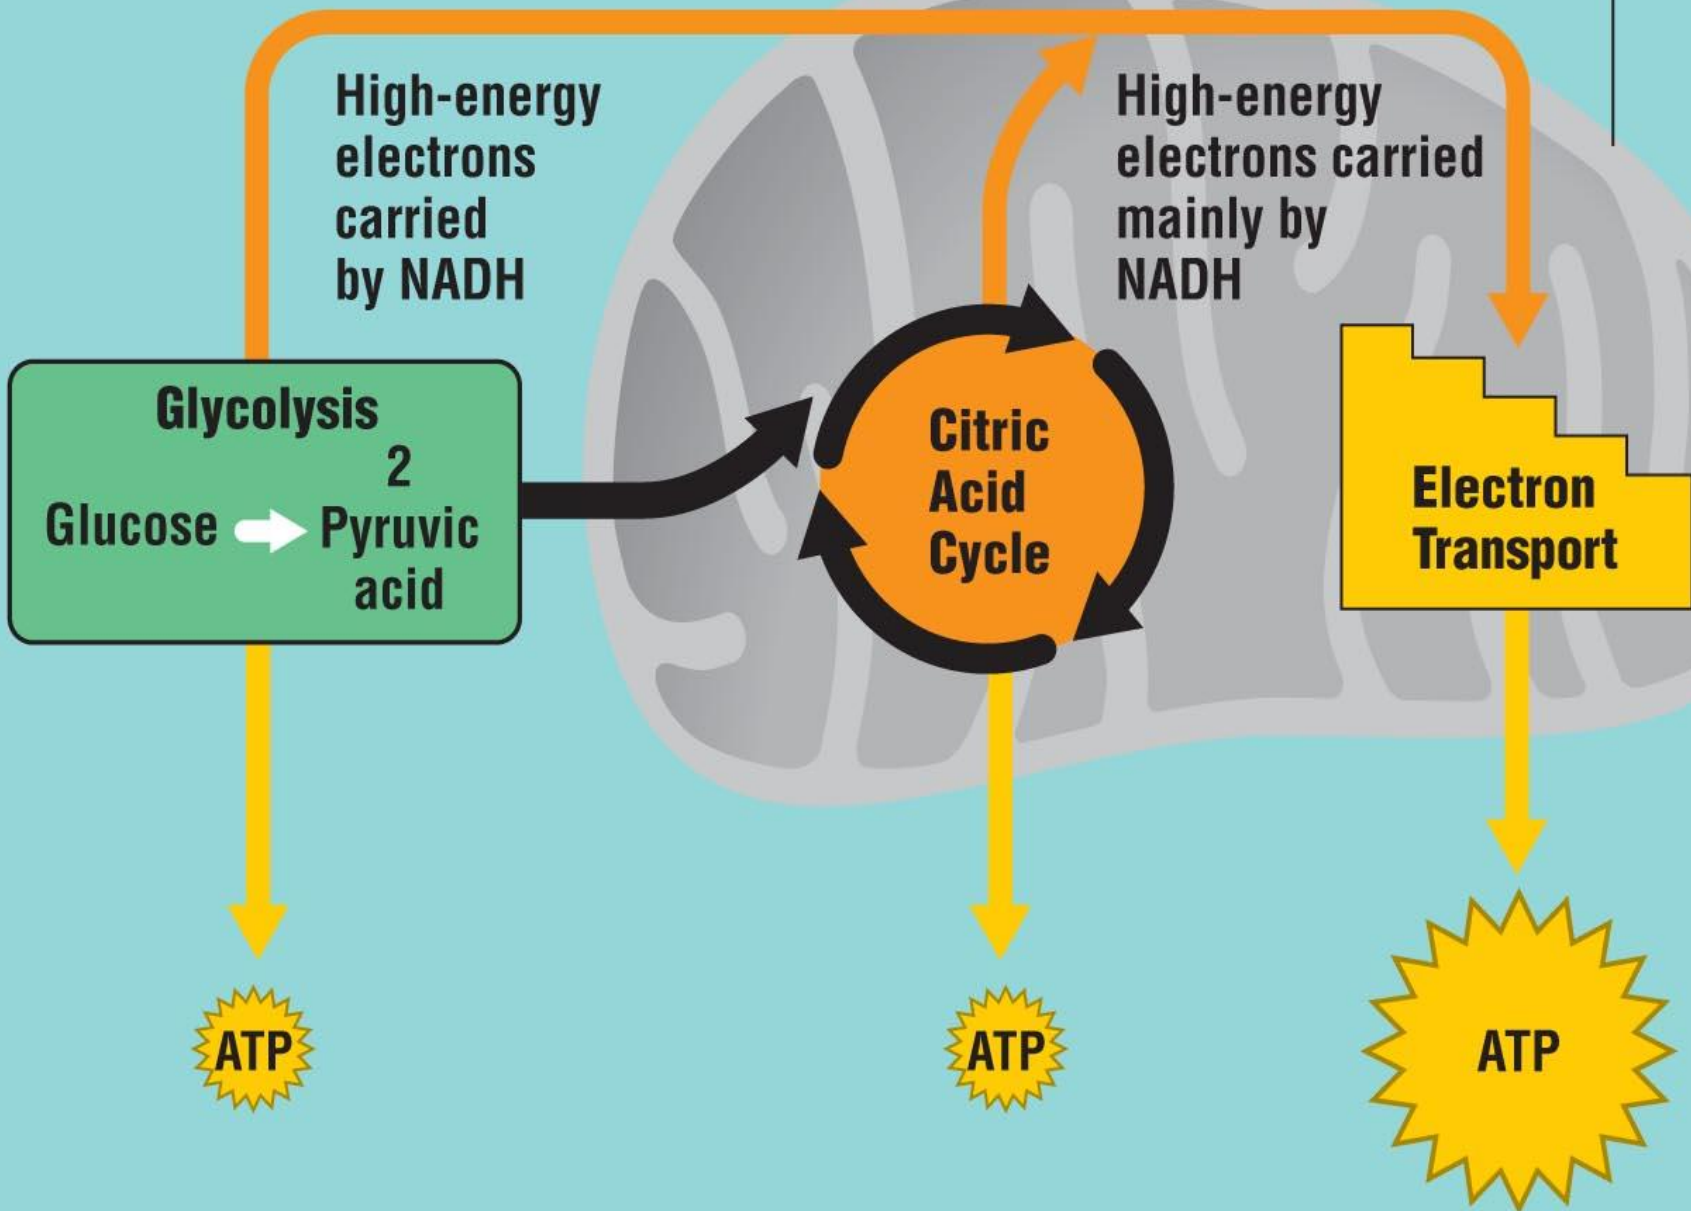 High-energy
electrons
carried
by NADH
High-energy
electrons carried
mainly by
NADH
Glycolysis
2
Glucose Pyruvic
acid
Citric
Acid
Cycle
Electron
Transport
ATP
ATP
ATP